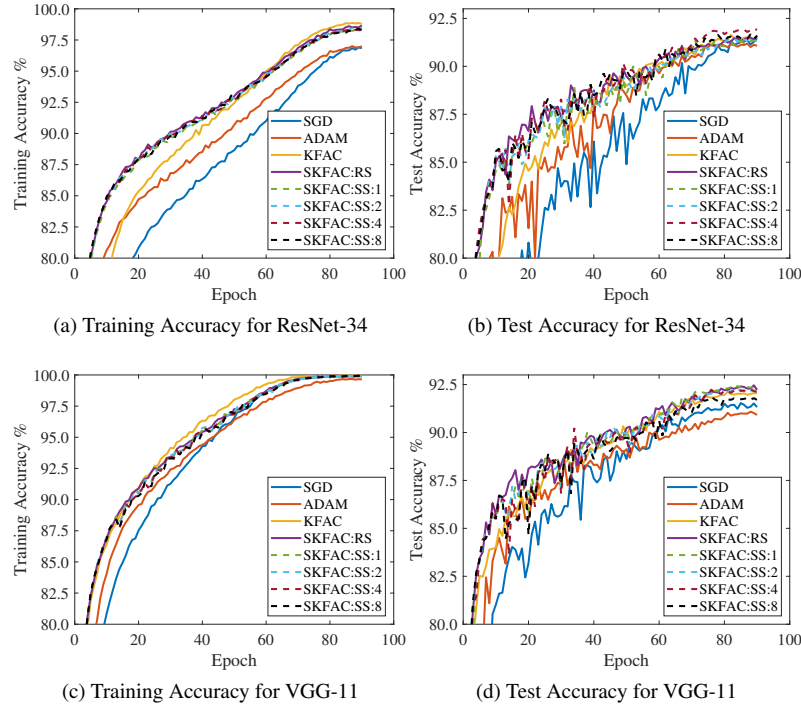 100.0
97.5
95.0
92.5
90.0
87.5
85.0
82.5
80.0
Training Accuracy %
SGD
ADAM
KFAC
SKFAC:RS
SKFAC:SS:1
SKFAC:SS:2
SKFAC:SS:4
SKFAC:SS:8
0 20 40 60 80 100
Epoch
(a) Training Accuracy for ResNet-34
92.5
90.0
87.5
85.0
82.5
80.0
Test Accuracy %
SGD
ADAM
KFAC
SKFAC:RS
SKFAC:SS:1
SKFAC:SS:2
SKFAC:SS:4
SKFAC:SS:8
0 20 40 60 80 100
Epoch
(b) Test Accuracy for ResNet-34
100.0
97.5
95.0
92.5
90.0
87.5
85.0
82.5
80.0
Training Accuracy %
SGD
ADAM
KFAC
SKFAC:RS
SKFAC:SS:1
SKFAC:SS:2
SKFAC:SS:4
SKFAC:SS:8
0 20 40 60 80 100
Epoch
(c) Training Accuracy for VGG-11
92.5
90.0
87.5
85.0
82.5
80.0
Test Accuracy %
SGD
ADAM
KFAC
SKFAC:RS
SKFAC:SS:1
SKFAC:SS:2
SKFAC:SS:4
SKFAC:SS:8
0 20 40 60 80 100
Epoch
(d) Test Accuracy for VGG-11